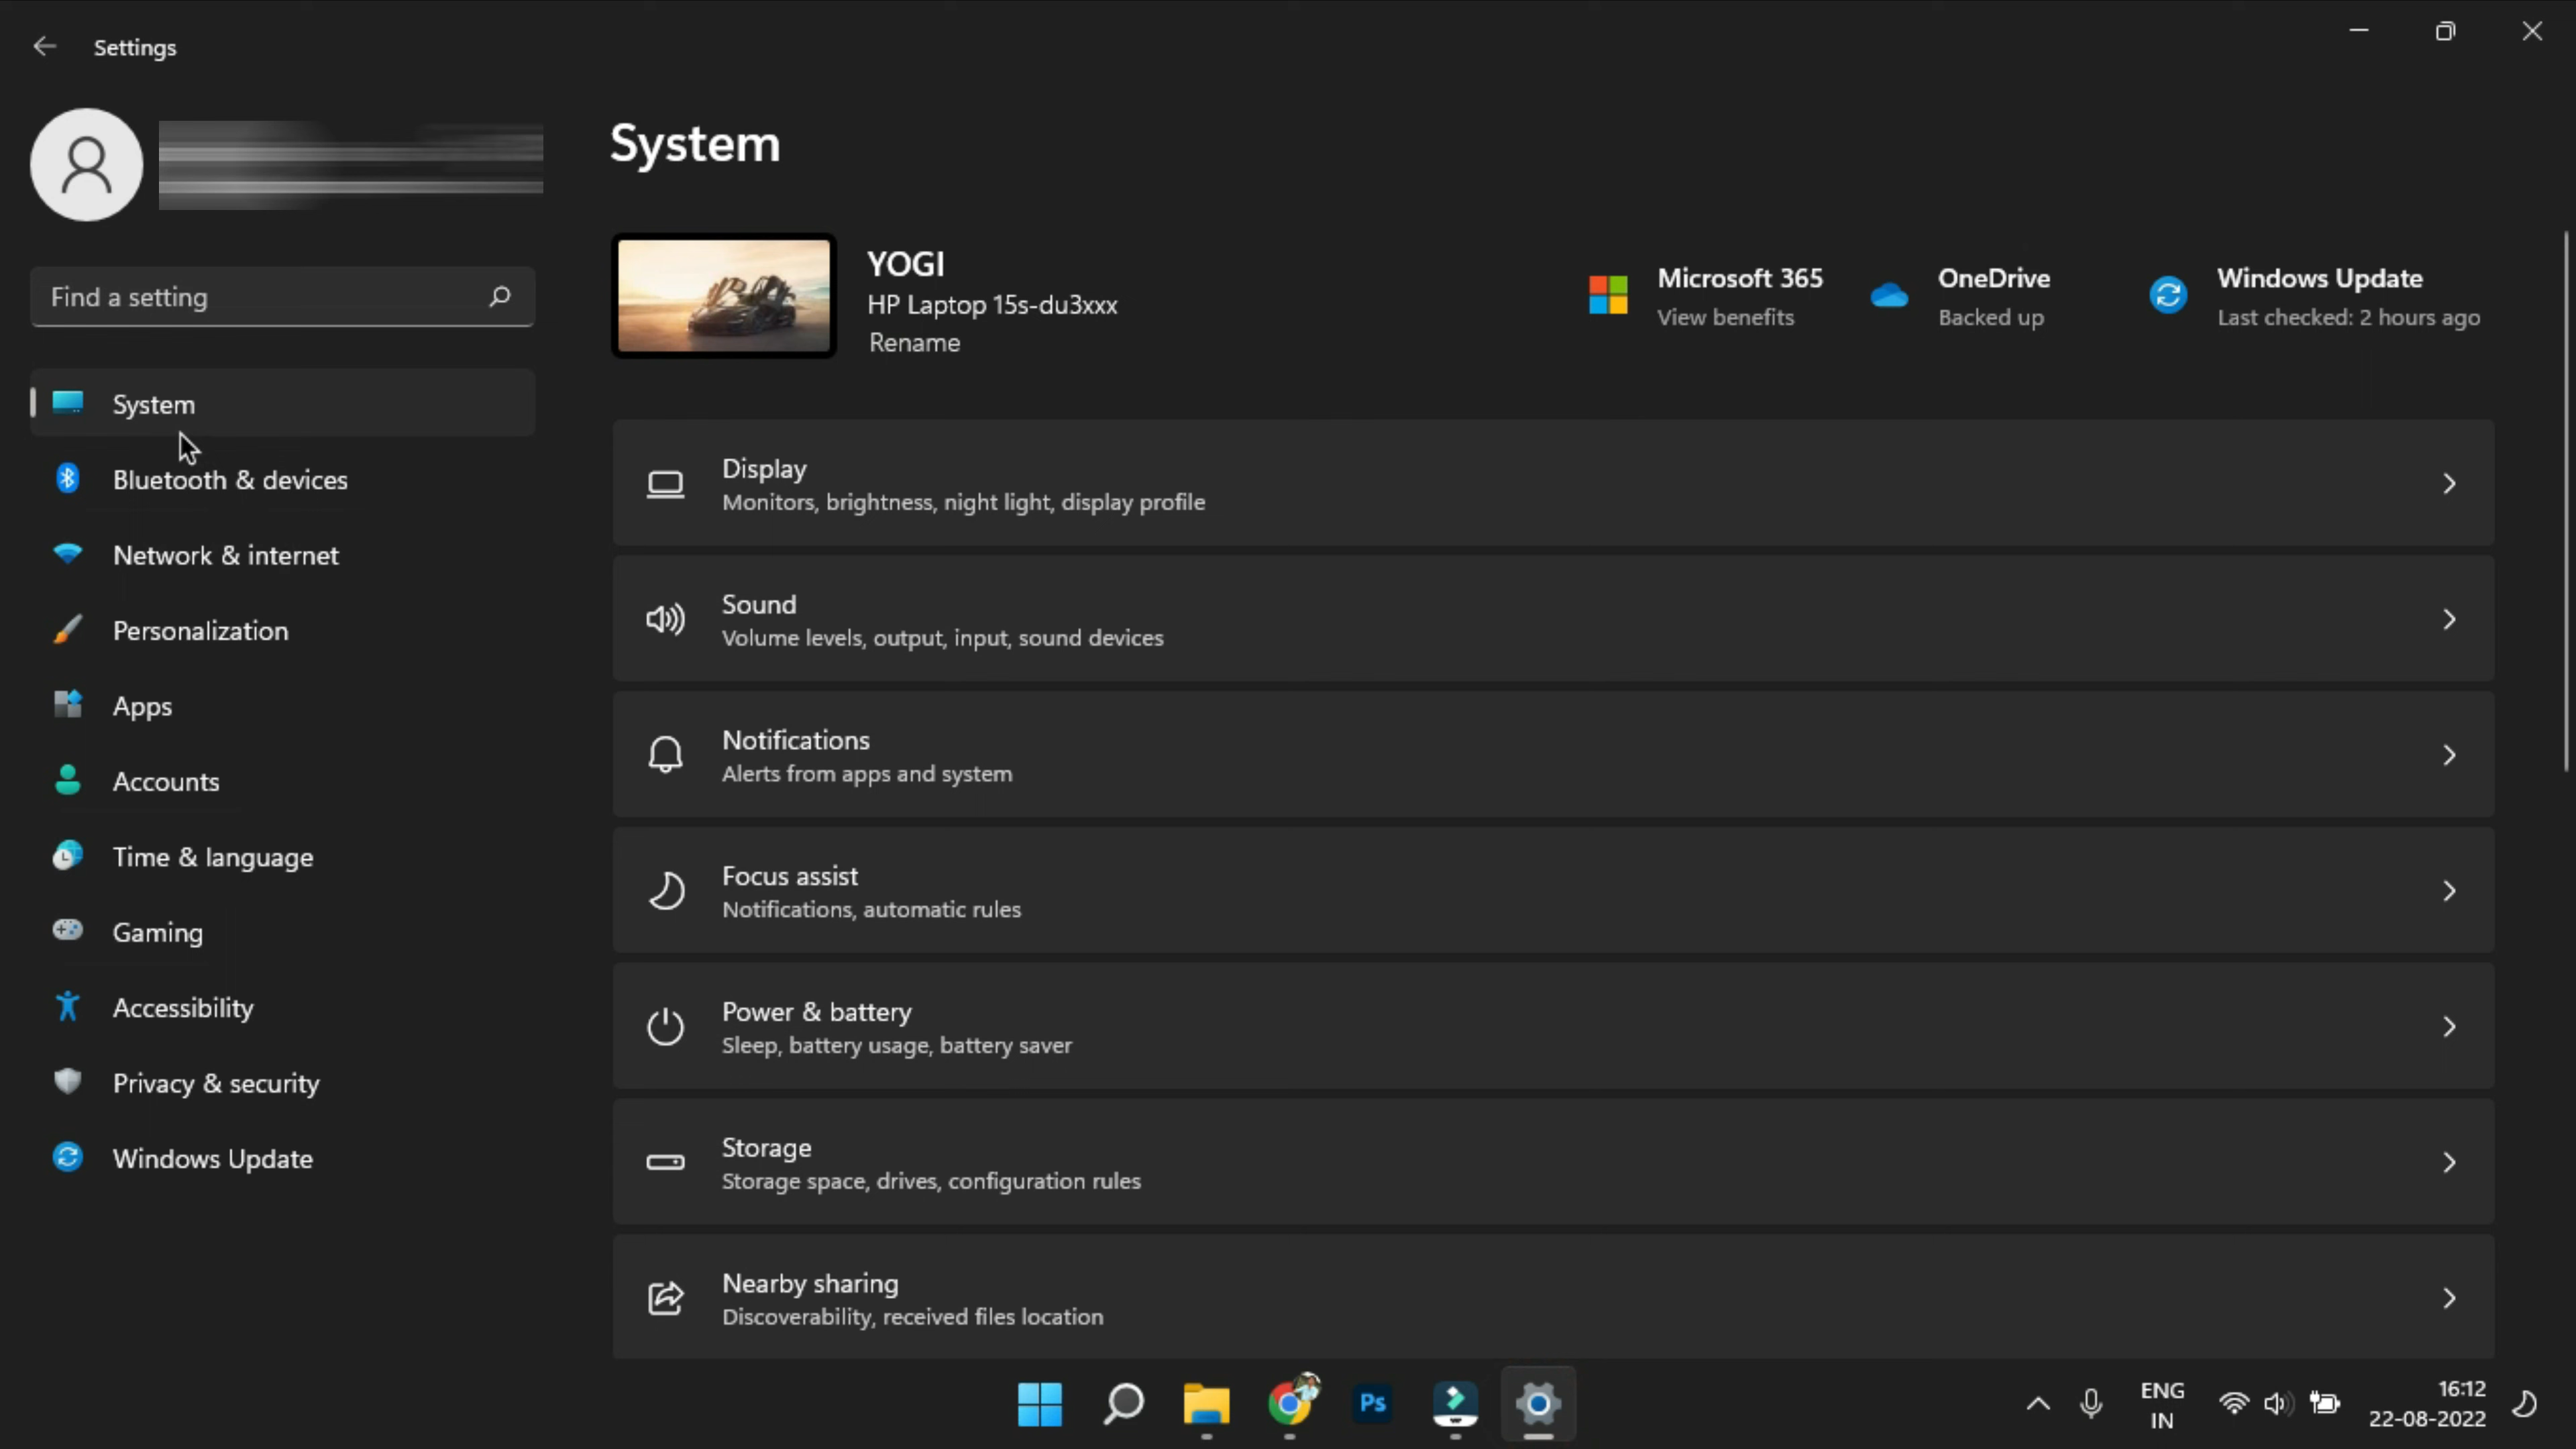 Settings
Find a setting
System
Bluetooth & devices
Network & internet
Personalization
Apps
Accounts
Time & language
Gaming
Accessibility
Privacy & security
Windows Update
System
YOGI
HP Laptop 15s-du3xxx
Rename
Microsoft 365
View benefits
OneDrive
Backed up
Windows Update
Last checked: 2 hours ago
Display
Monitors, brightness, night light, display profile
Sound
Volume levels, output, input, sound devices
Notifications
Alerts from apps and system
Focus assist
Notifications, automatic rules
Power & battery
Sleep, battery usage, battery saver
Storage
Storage space, drives, configuration rules
Nearby sharing
Discoverability, received files location
Ps
ENG
IN
16:12
22-08-2022